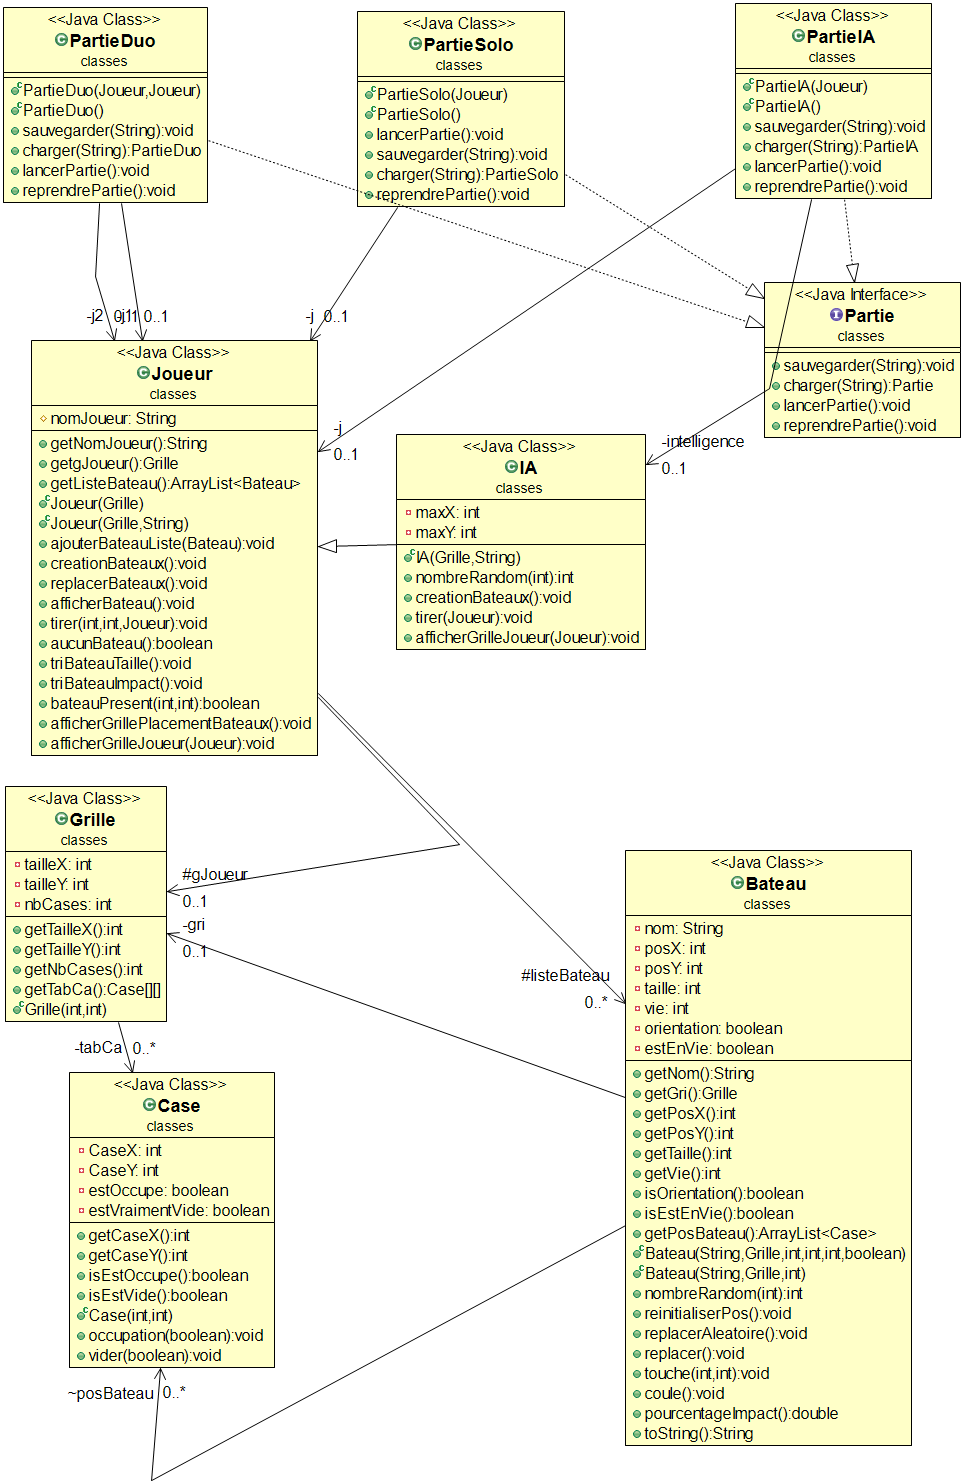 <<Java Class>>
PartieDuo
classes
PartieDuo(Joueur,Joueur)
PartieDuo()
sauvegarder(String):void
charger(String):PartieDuo
lancerPartie():void
reprendrePartie():void
<<Java Class>>
PartieSolo
classes
PartieSolo(Joueur)
PartieSolo()
lancerPartie():void
sauvegarder(String):void
charger(String):PartieSolo
reprendrePartie():void
<<Java Class>>
PartieIA
classes
PartieIA(Joueur)
PartieIA()
sauvegarder(String):void
charger(String):PartieIA
lancerPartie():void
reprendrePartie():void
<<Java Interface>>
Partie
classes
sauvegarder(String):void
charger(String):Partie
lancerPartie():void
reprendrePartie():void
-j2
-j1
0..1
-j
0..1
<<Java Class>>
Joueur
classes
nomJoueur: String
getNomJoueur():String
getgJoueur():Grille
getListeBateau():ArrayList<Bateau>
Joueur(Grille)
Joueur(Grille,String)
ajouterBateauListe(Bateau):void
creationBateaux():void
replacerBateaux():void
afficherBateau():void
tirer(int,int,Joueur):void
aucunBateau():boolean
triBateauTaille():void
triBateauImpact():void
bateauPresent(int,int):boolean
afficherGrillePlacementBateaux():void
afficherGrilleJoueur(Joueur):void
-j
0..1
-intelligence
0..1
<<Java Class>>
IA
classes
maxX: int
maxY: int
IA(Grille,String)
nombreRandom(int):int
creationBateaux():void
tirer(Joueur):void
afficherGrilleJoueur(Joueur):void
<<Java Class>>
Grille
classes
tailleX: int
tailleY: int
nbCases: int
getTailleX():int
getTailleY():int
getNbCases():int
getTabCa():Case[][]
Grille(int,int)
#gJoueur
0..1
-gri
0..1
#listeBateau
0..*
-tabCa
0..*
<<Java Class>>
Case
classes
CaseX: int
CaseY: int
estOccupe: boolean
estVraimentVide: boolean
getCaseX():int
getCaseY():int
isEstOccupe():boolean
isEstVide():boolean
Case(int,int)
occupation(boolean):void
vider(boolean):void
~posBateau
0..*
<<Java Class>>
Bateau
classes
nom: String
posX: int
posY: int
taille: int
vie: int
orientation: boolean
estEnVie: boolean
getNom():String
getGri():Grille
getPosX():int
getPosY():int
getTaille():int
getVie():int
isOrientation():boolean
isEstEnVie():boolean
getPosBateau():ArrayList<Case>
Bateau(String,Grille,int,int,int,boolean)
Bateau(String,Grille,int)
nombreRandom(int):int
reinitialiserPos():void
replacerAleatoire():void
replacer():void
touche(int,int):void
coule():void
pourcentageImpact():double
toString():String